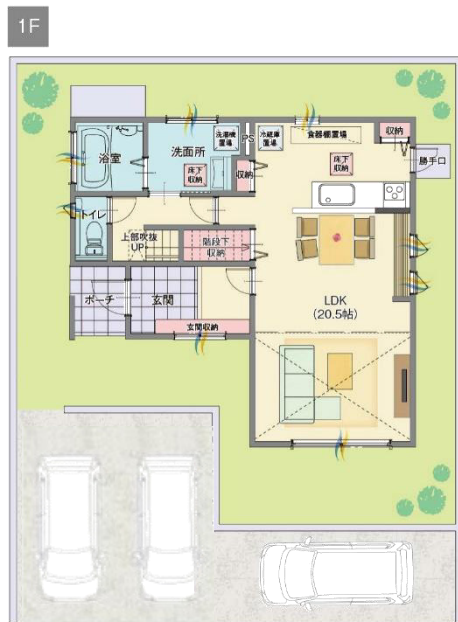 1F
浴室
洗面所
洗濯機
置場
PS
冷蔵庫
置場
食器棚置場
収納
床下
収納
収納
床下
収納
勝手口
トイレ
上部吹抜
UP
階段下
収納
ポーチ
玄関
LDK
(20.5帖)
玄関収納